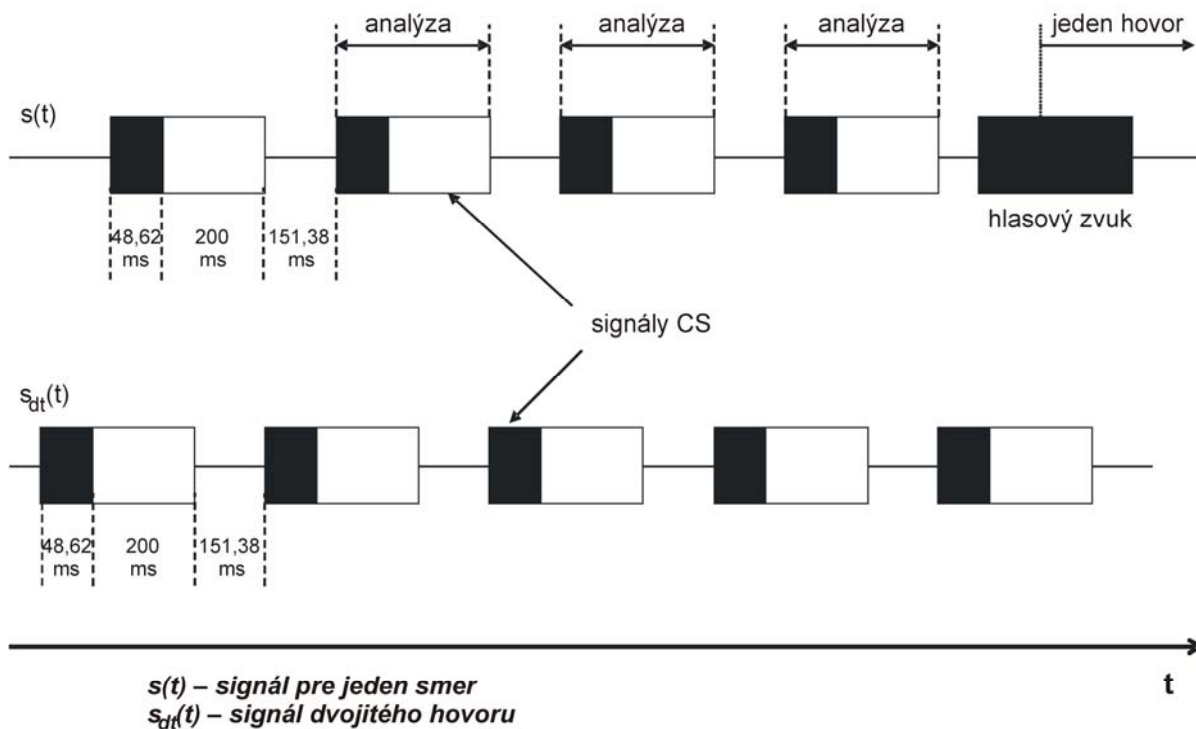 analýza analýza analýza jeden hovor
s(t)
hlasový zvuk
48,62 200 151,38
ms ms ms
signály CS
s_dt(t)
48,62 200 151,38
ms ms ms
t
s(t) – signál pre jeden smer
s_dt(t) – signál dvojitého hovoru